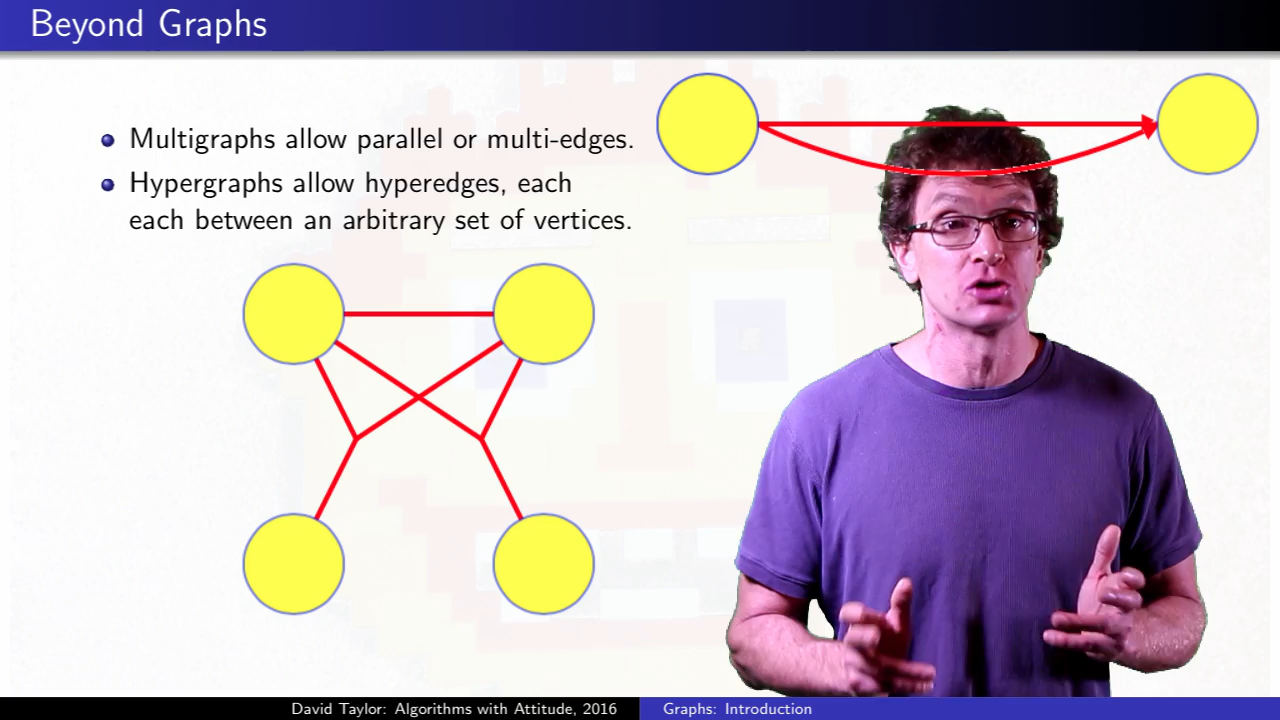 Beyond Graphs
Multigraphs allow parallel or multi-edges.
Hypergraphs allow hyperedges, each
each between an arbitrary set of vertices.
David Taylor: Algorithms with Attitude, 2016
Graphs: Introduction